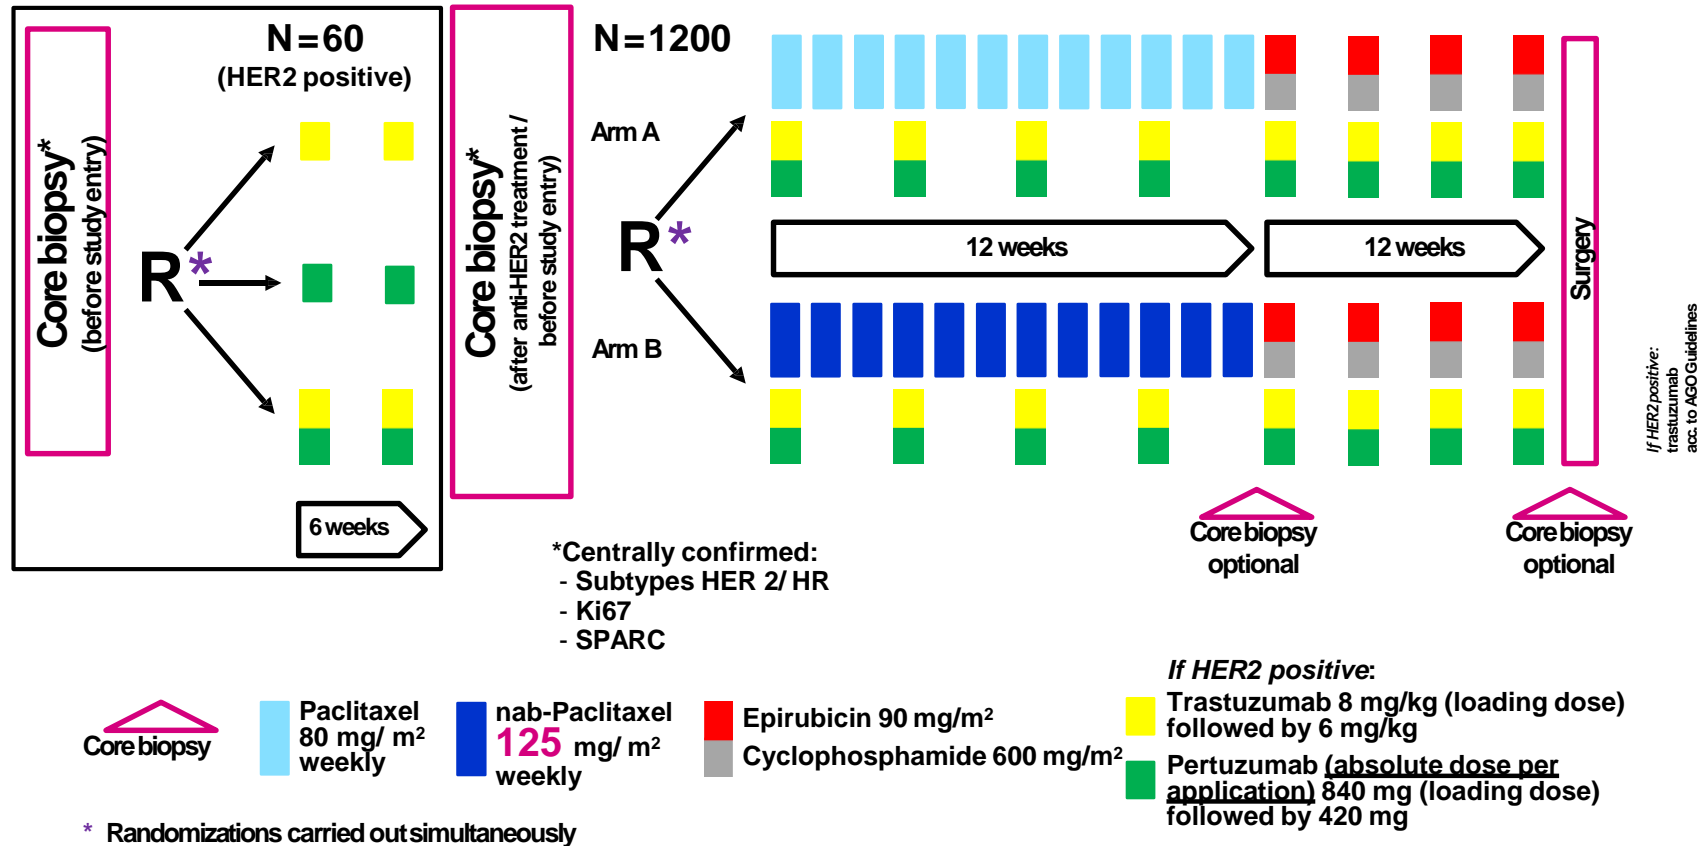 Core biopsy*
(before study entry)
N=60
(HER2 positive)
R*
6 weeks
Core biopsy*
(after anti-HER2 treatment /
before study entry)
N=1200
Arm A
R*
Arm B
12 weeks
12 weeks
Surgery
If HER2 positive:
trastuzumab
acc. to AGO Guidelines
Core biopsy
optional
Core biopsy
optional
*Centrally confirmed:
- Subtypes HER 2/ HR
- Ki67
- SPARC
Core biopsy
Paclitaxel
80 mg/ m²
weekly
nab-Paclitaxel
125 mg/ m²
weekly
Epirubicin 90 mg/m²
Cyclophosphamide 600 mg/m²
If HER2 positive:
Trastuzumab 8 mg/kg (loading dose)
followed by 6 mg/kg
Pertuzumab (absolute dose per
application) 840 mg (loading dose)
followed by 420 mg
* Randomizations carried out simultaneously